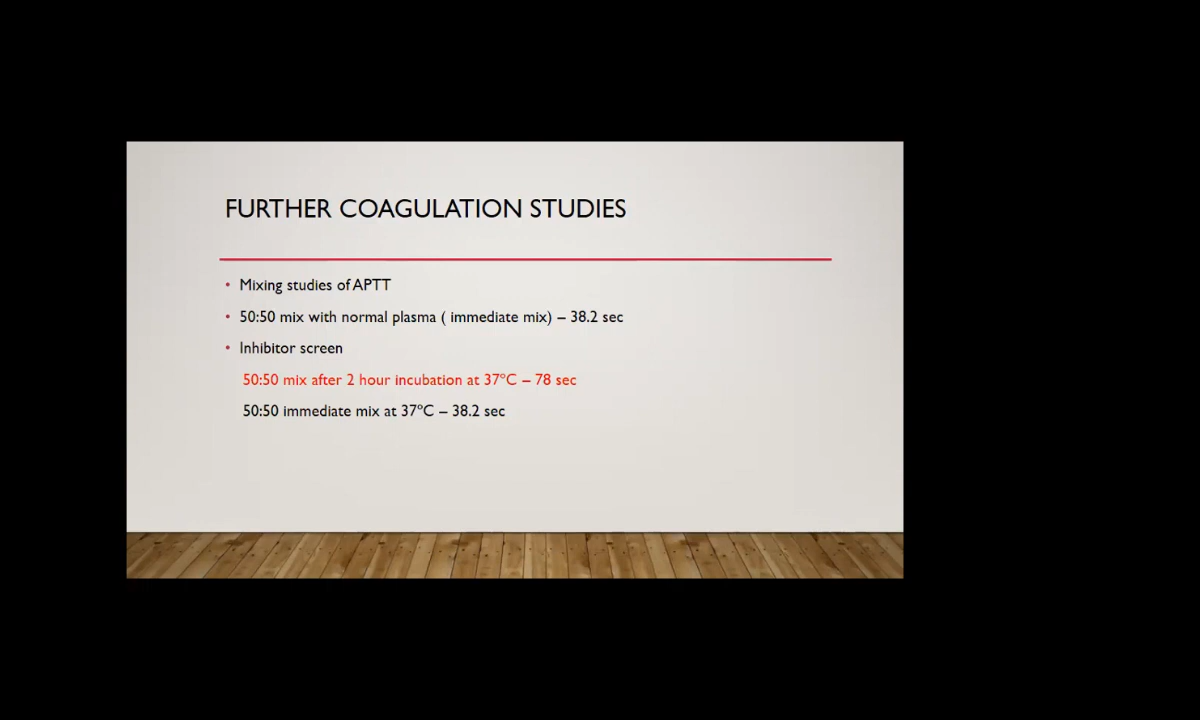 FURTHER COAGULATION STUDIES
• Mixing studies of APTT
• 50:50 mix with normal plasma ( immediate mix) – 38.2 sec
• Inhibitor screen
50:50 mix after 2 hour incubation at 37°C – 78 sec
50:50 immediate mix at 37°C – 38.2 sec